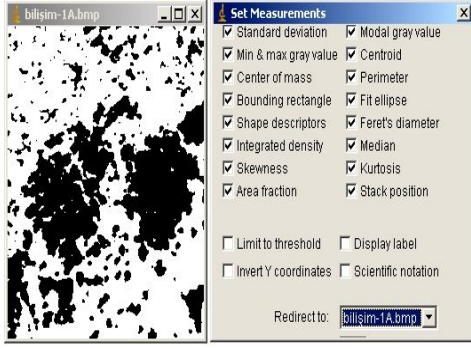 bilişim-1A.bmp
Set Measurements
Standard deviation Modal gray value
Min & max gray value Centroid
Center of mass Perimeter
Bounding rectangle Fit ellipse
Shape descriptors Feret's diameter
Integrated density Median
Skewness Kurtosis
Area fraction Stack position
Limit to threshold Display label
Invert Y coordinates Scientific notation
Redirect to: bilişim-1A.bmp